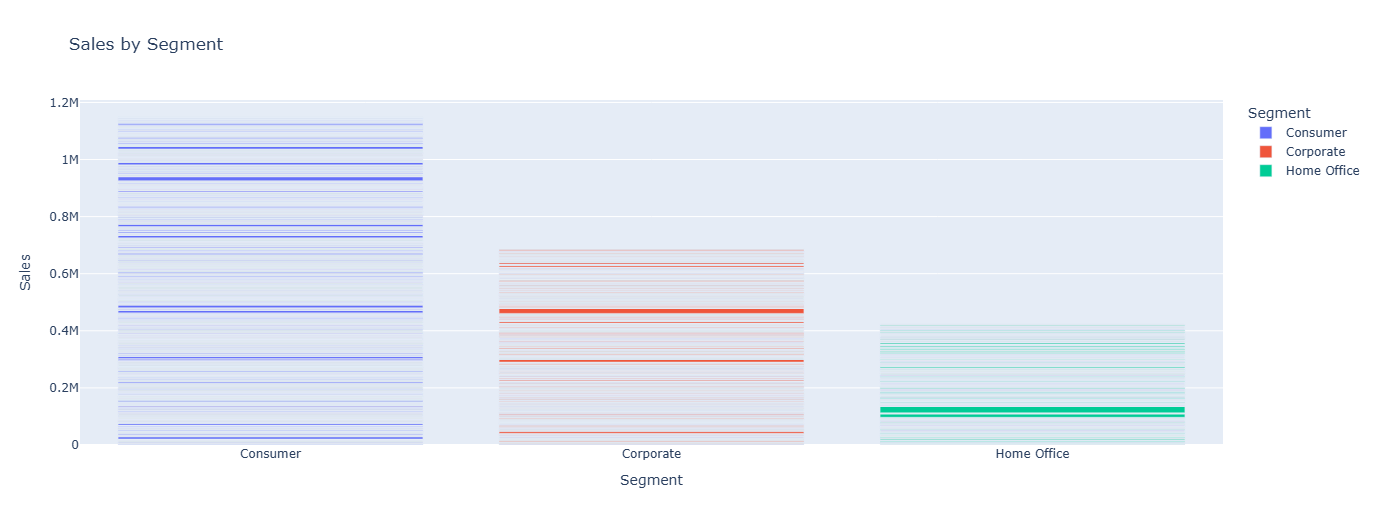 Sales by Segment
1.2M
1M
0.8M
0.6M
0.4M
0.2M
0
Sales
Consumer
Corporate
Home Office
Segment
Segment
Consumer
Corporate
Home Office